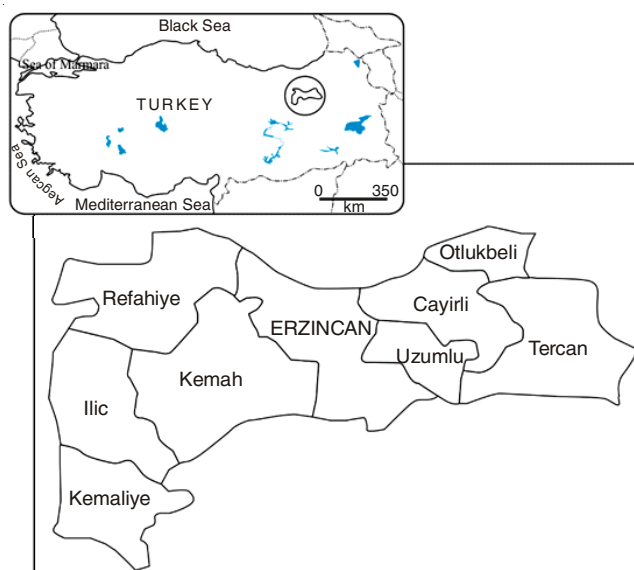 Black Sea
Sea of Marmara
TURKEY
Aegean Sea
Mediterranean Sea
0 350
km
Otlukbeli
Refahiye
Cayirli
ERZINCAN
Uzumlu
Tercan
Kemah
Ilic
Kemaliye